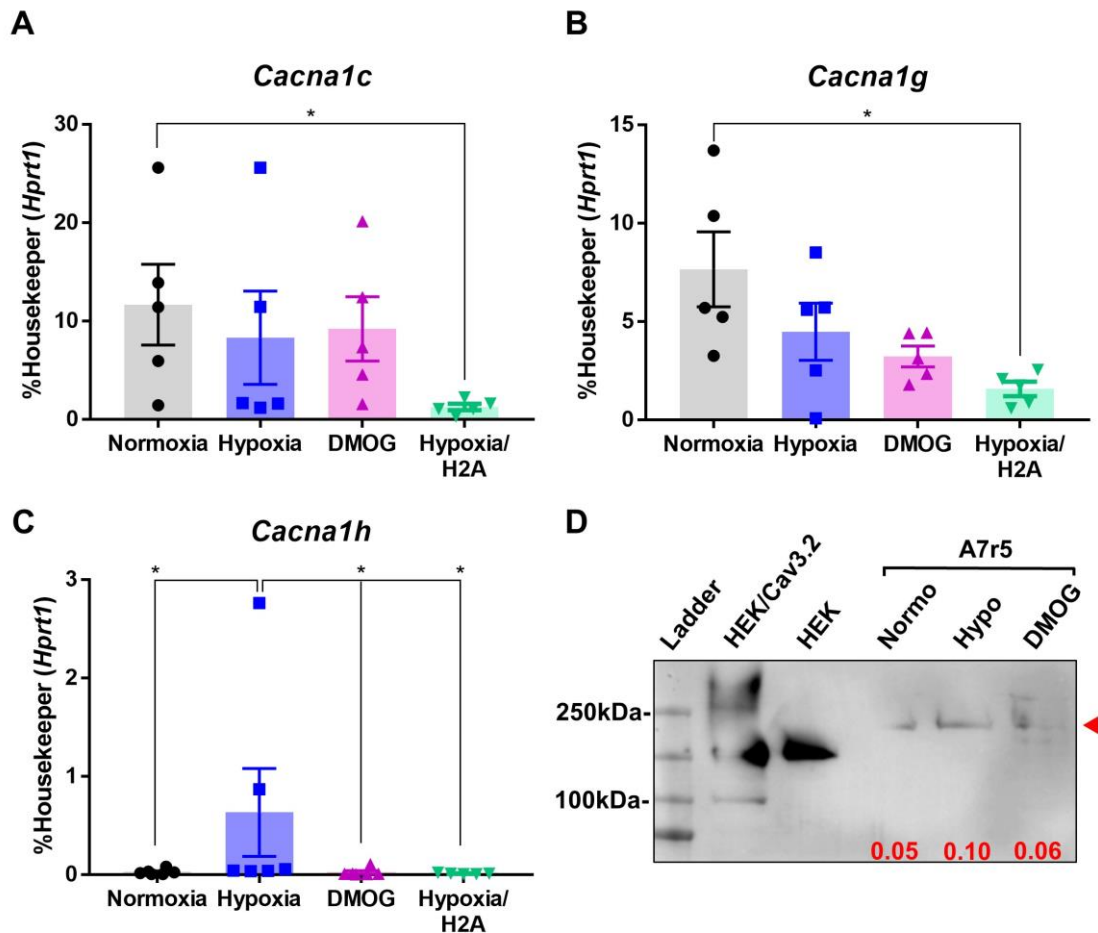 A
Cacna1c
%Housekeeper (Hprt1)
30
20
10
0
*
Normoxia
Hypoxia
DMOG
Hypoxia/
H2A
B
Cacna1g
%Housekeeper (Hprt1)
15
10
5
0
*
Normoxia
Hypoxia
DMOG
Hypoxia/
H2A
C
Cacna1h
%Housekeeper (Hprt1)
3
2
1
0
*
*
*
Normoxia
Hypoxia
DMOG
Hypoxia/
H2A
D
Ladder
HEK/Cav3.2
HEK
A7r5
Normo
Hypo
DMOG
250kDa-
100kDa-
0.05 0.10 0.06